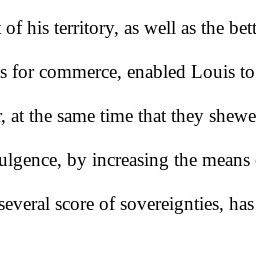 of his territory, as well as the bett
s for commerce, enabled Louis to
, at the same time that they shewe
ulgence, by increasing the means
several score of sovereignties, has